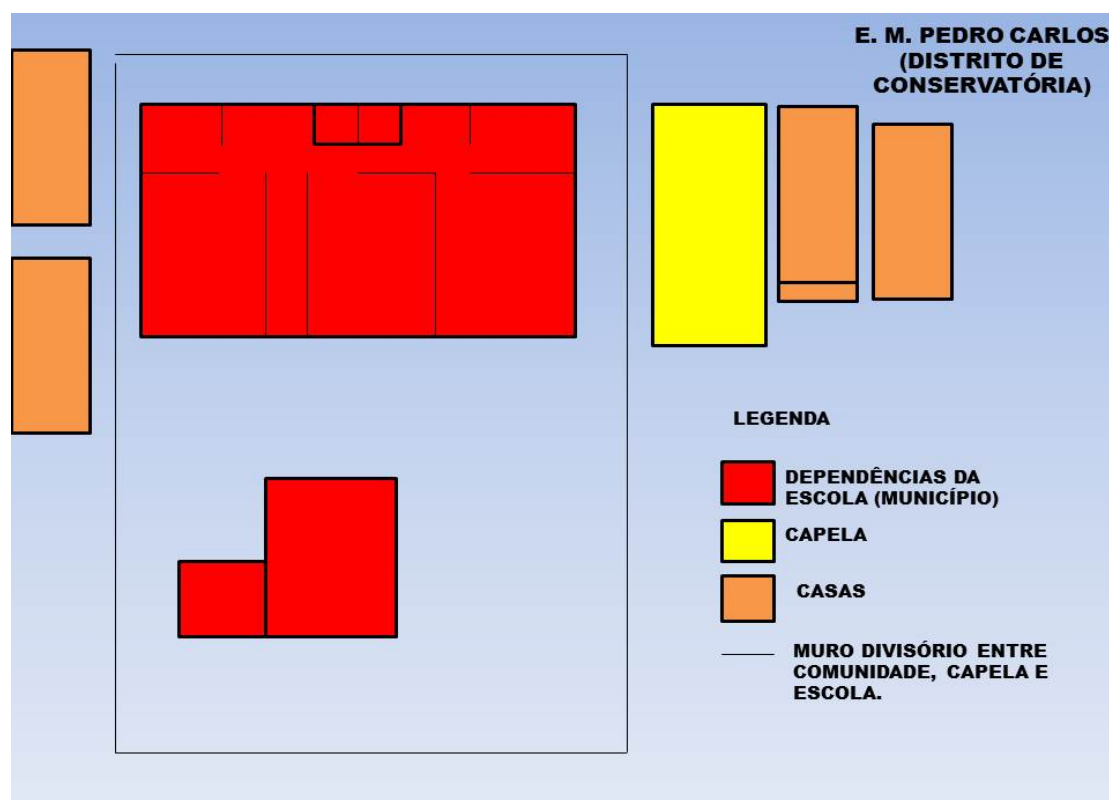 E. M. PEDRO CARLOS
(DISTRITO DE
CONSERVATÓRIA)
LEGENDA
DEPENDÊNCIAS DA
ESCOLA (MUNICÍPIO)
CAPELA
CASAS
MURO DIVISÓRIO ENTRE
COMUNIDADE, CAPELA E
ESCOLA.